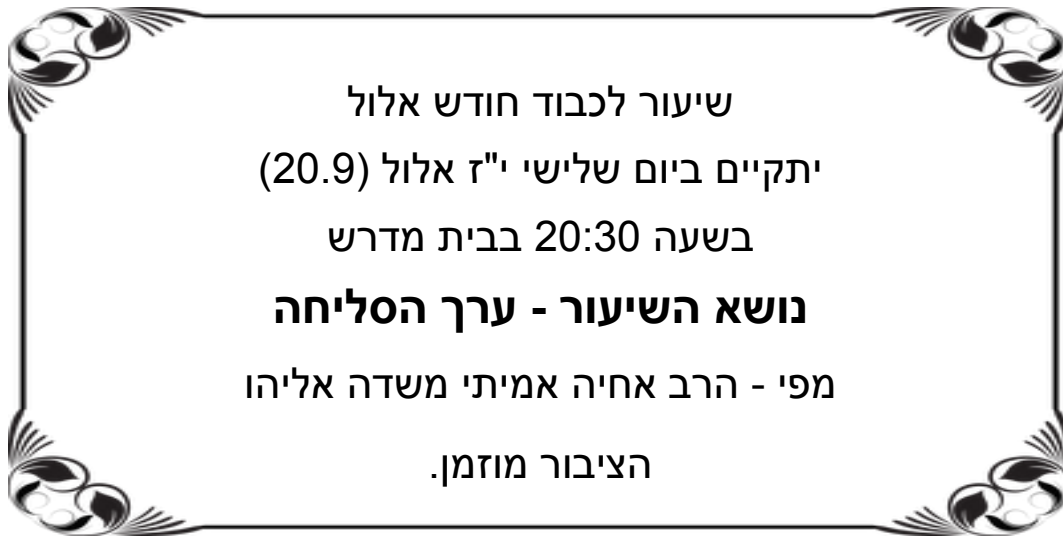 שיעור לכבוד חודש אלול
יתקיים ביום שלישי י"ז אלול (20.9)
בשעה 20:30 בבית מדרש
נושא השיעור - ערך הסליחה
מפי - הרב אחיה אמיתי משדה אליהו
הציבור מוזמן.